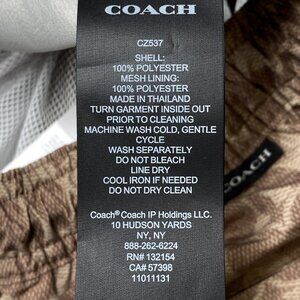 COACH
CZ537
SHELL:
100% POLYESTER
MESH LINING:
100% POLYESTER
MADE IN THAILAND
TURN GARMENT INSIDE OUT
PRIOR TO CLEANING
MACHINE WASH COLD, GENTLE
CYCLE
WASH SEPARATELY
DO NOT BLEACH
LINE DRY
COOL IRON IF NEEDED
DO NOT DRY CLEAN
Coach® Coach IP Holdings LLC.
10 HUDSON YARDS
NY, NY
888-262-6224
RN# 132154
CA# 57398
11011131
COACH